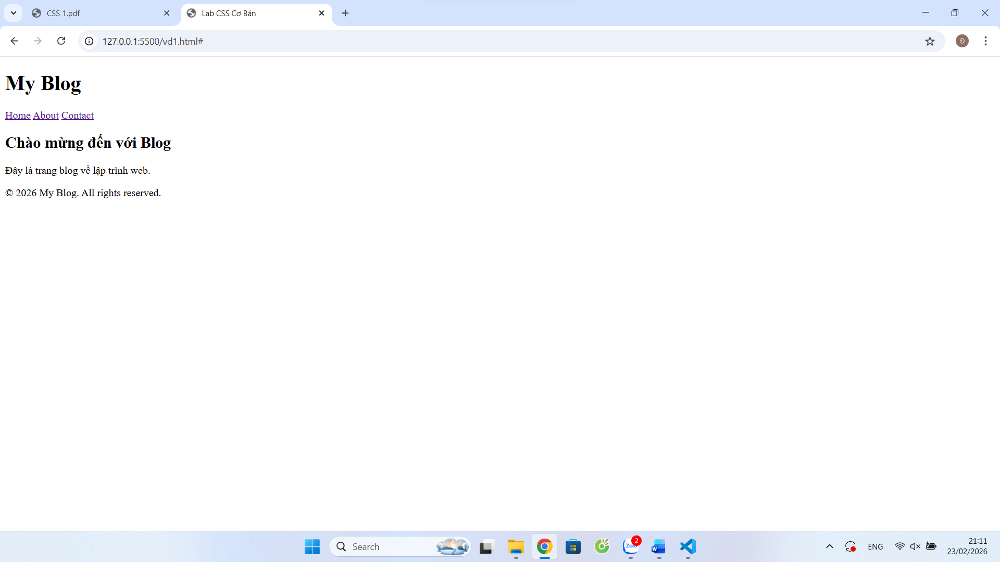 CSS 1.pdf
Lab CSS Cơ Bản
127.0.0.1:5500/vd1.html#
Đ
My Blog
Home About Contact
Chào mừng đến với Blog
Đây là trang blog về lập trình web.
© 2026 My Blog. All rights reserved.
Search
Zalo
2
W
ENG
21:11
23/02/2026